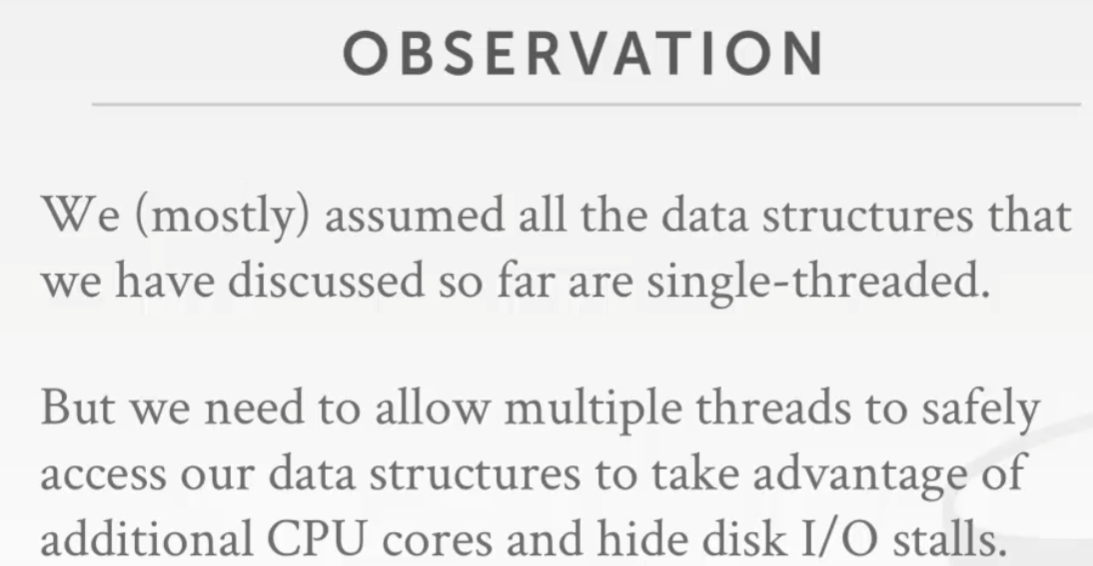 OBSERVATION
We (mostly) assumed all the data structures that
we have discussed so far are single-threaded.
But we need to allow multiple threads to safely
access our data structures to take advantage of
additional CPU cores and hide disk I/O stalls.